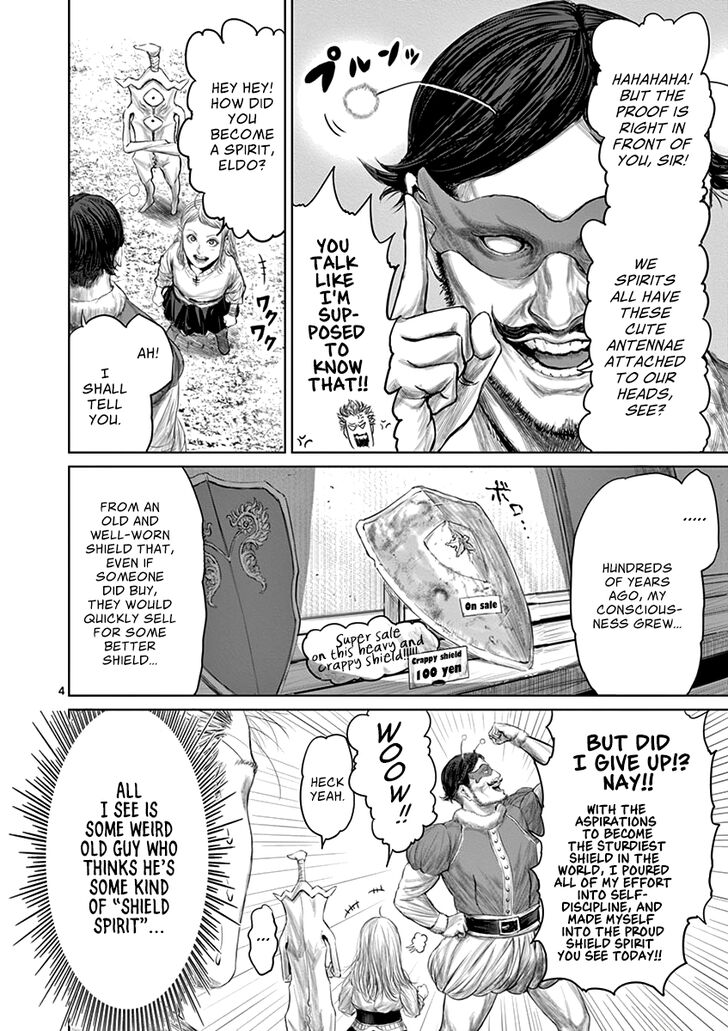 HAHAHAHA!
BUT THE
PROOF IS
RIGHT IN
FRONT OF
YOU, SIR!
WE
SPIRITS
ALL HAVE
THESE
CUTE
ANTENNAE
ATTACHED
TO OUR
HEADS,
SEE?
プルンッ
YOU
TALK
LIKE
I'M
SUP-
POSED
TO
KNOW
THAT!!
HEY HEY!
HOW DID
YOU
BECOME
A SPIRIT,
ELDO?
ワクワク
AH!
I
SHALL
TELL
YOU.
.....
HUNDREDS
OF YEARS
AGO, MY
CONSCIOUS-
NESS GREW...
ボロ...
On sale
Crappy shield
100 yen
Super sale
on this heavy and
crappy shield!!!!!
FROM AN
OLD AND
WELL-WORN
SHIELD THAT,
EVEN IF
SOMEONE
DID BUY,
THEY WOULD
QUICKLY SELL
FOR SOME
BETTER
SHIELD...
4
BUT DID
I GIVE UP!?
NAY!!
WITH THE
ASPIRATIONS
TO BECOME
THE STURDIEST
SHIELD IN THE
WORLD, I POURED
ALL OF MY EFFORT
INTO SELF-
DISCIPLINE, AND
MADE MYSELF
INTO THE PROUD
SHIELD SPIRIT
YOU SEE TODAY!!
WOOW!!
HECK
YEAH.
...
ALL
I SEE IS
SOME WEIRD
OLD GUY WHO
THINKS HE'S
SOME KIND
OF "SHIELD
SPIRIT"...